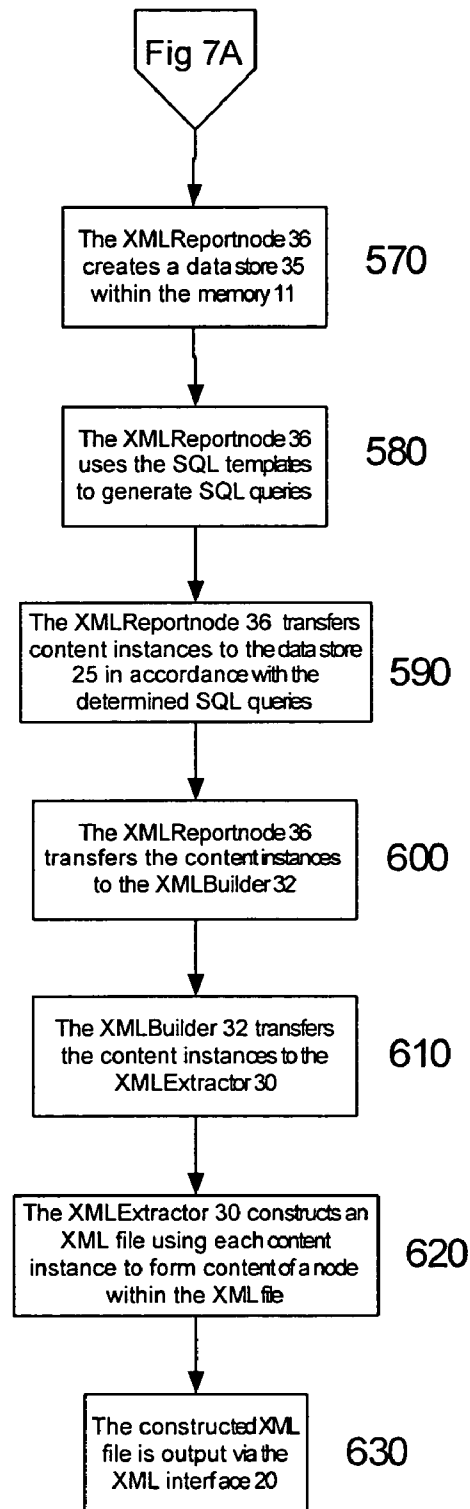 Fig 7A
The XMLReportnode 36
creates a data store 35
within the memory 11
570
The XMLReportnode 36
uses the SQL templates
to generate SQL queries
580
The XMLReportnode 36 transfers
content instances to the data store
25 in accordance with the
determined SQL queries
590
The XMLReportnode 36
transfers the content instances
to the XMLBuilder 32
600
The XMLBuilder 32 transfers
the content instances to the
XMLExtractor 30
610
The XMLExtractor 30 constructs an
XML file using each content
instance to form content of a node
within the XML file
620
The constructed XML
file is output via the
XML interface 20
630